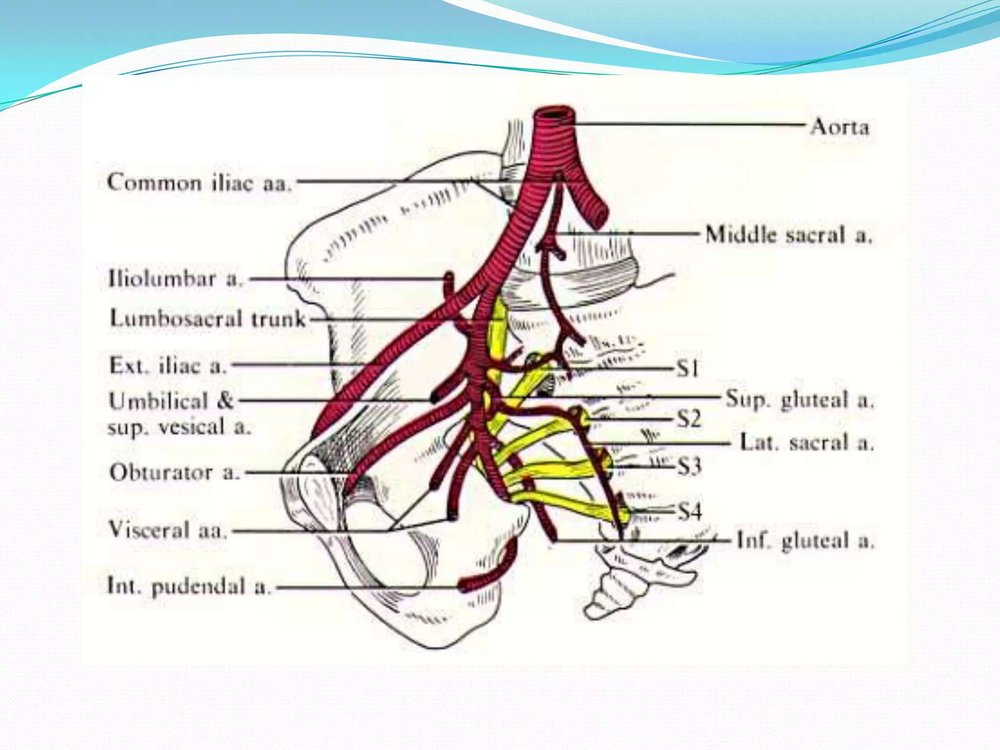 Aorta
Common iliac aa.
Middle sacral a.
Iliolumbar a.
Lumbosacral trunk
Ext. iliac a.
S1
Umbilical &
sup. vesical a.
Sup. gluteal a.
S2
Lat. sacral a.
Obturator a.
S3
S4
Visceral aa.
Inf. gluteal a.
Int. pudendal a.